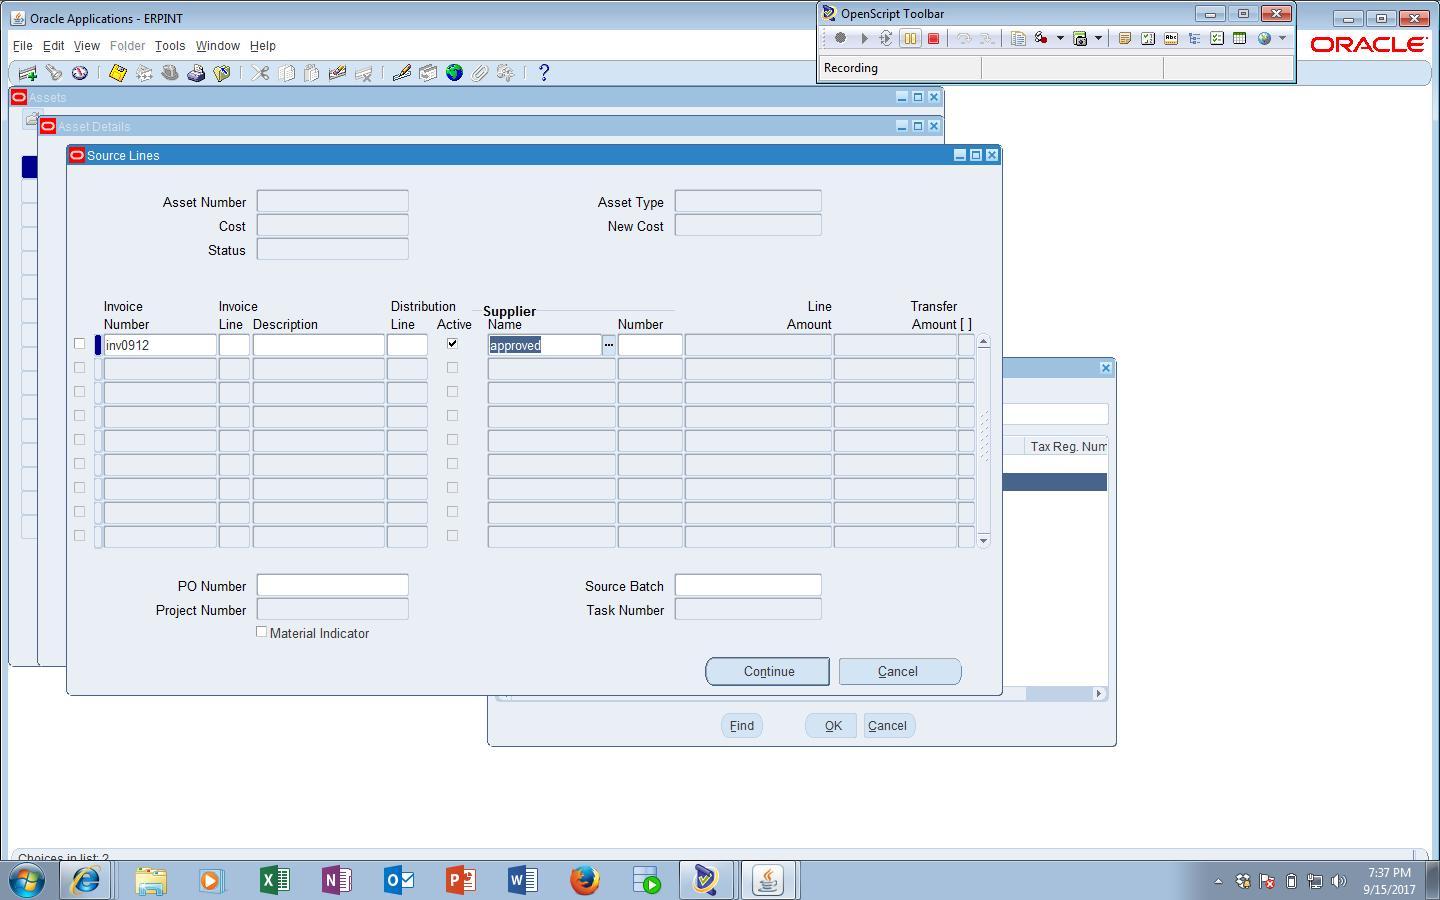 Oracle Applications - ERPINT
OpenScript Toolbar
File Edit View Folder Tools Window Help
ORACLE
Recording
Assets
Asset Details
Source Lines
Asset Number
Asset Type
Cost
New Cost
Status
Invoice Number
Invoice Line
Description
Distribution Line
Active
Supplier
Name
Number
Line Amount
Transfer Amount [ ]
inv0912
approved
Tax Reg. Num
PO Number
Source Batch
Project Number
Task Number
Material Indicator
Continue
Cancel
Find
OK
Cancel
Choices in list: 2
7:37 PM
9/15/2017